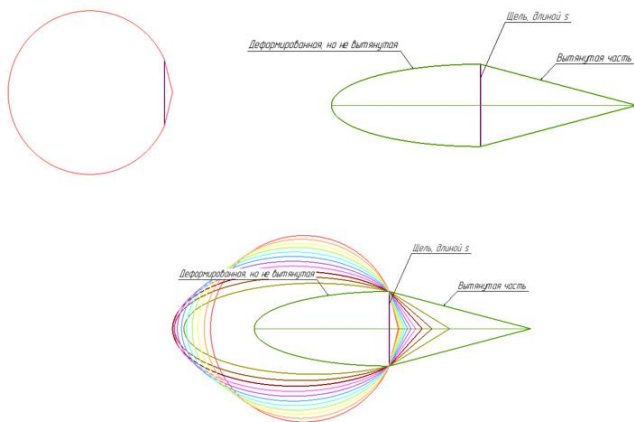 Щель, длиной s
Деформированная, но не вытянутая
Вытянутая часть
Щель, длиной s
Деформированная, но не вытянутая
Вытянутая часть